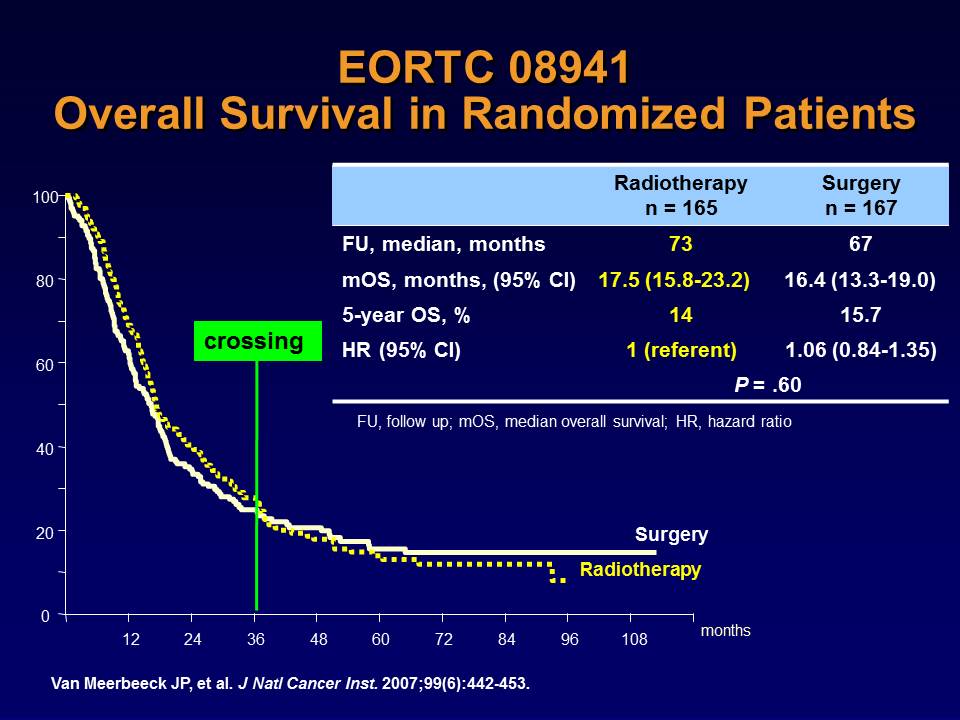 EORTC 08941
Overall Survival in Randomized Patients
Radiotherapy Surgery
n = 165 n = 167
FU, median, months 73 67
mOS, months, (95% CI) 17.5 (15.8-23.2) 16.4 (13.3-19.0)
5-year OS, % 14 15.7
HR (95% CI) 1 (referent) 1.06 (0.84-1.35)
P = .60
FU, follow up; mOS, median overall survival; HR, hazard ratio
100
80
60
40
20
0
crossing
Surgery
Radiotherapy
12 24 36 48 60 72 84 96 108 months
Van Meerbeeck JP, et al. J Natl Cancer Inst. 2007;99(6):442-453.